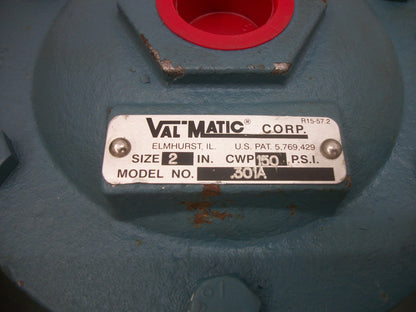 R15-57.2
VAL-MATIC® CORP.
ELMHURST, IL. U.S. PAT. 5,769,429
SIZE 2 IN. CWP 150 P.S.I.
MODEL NO. 301A